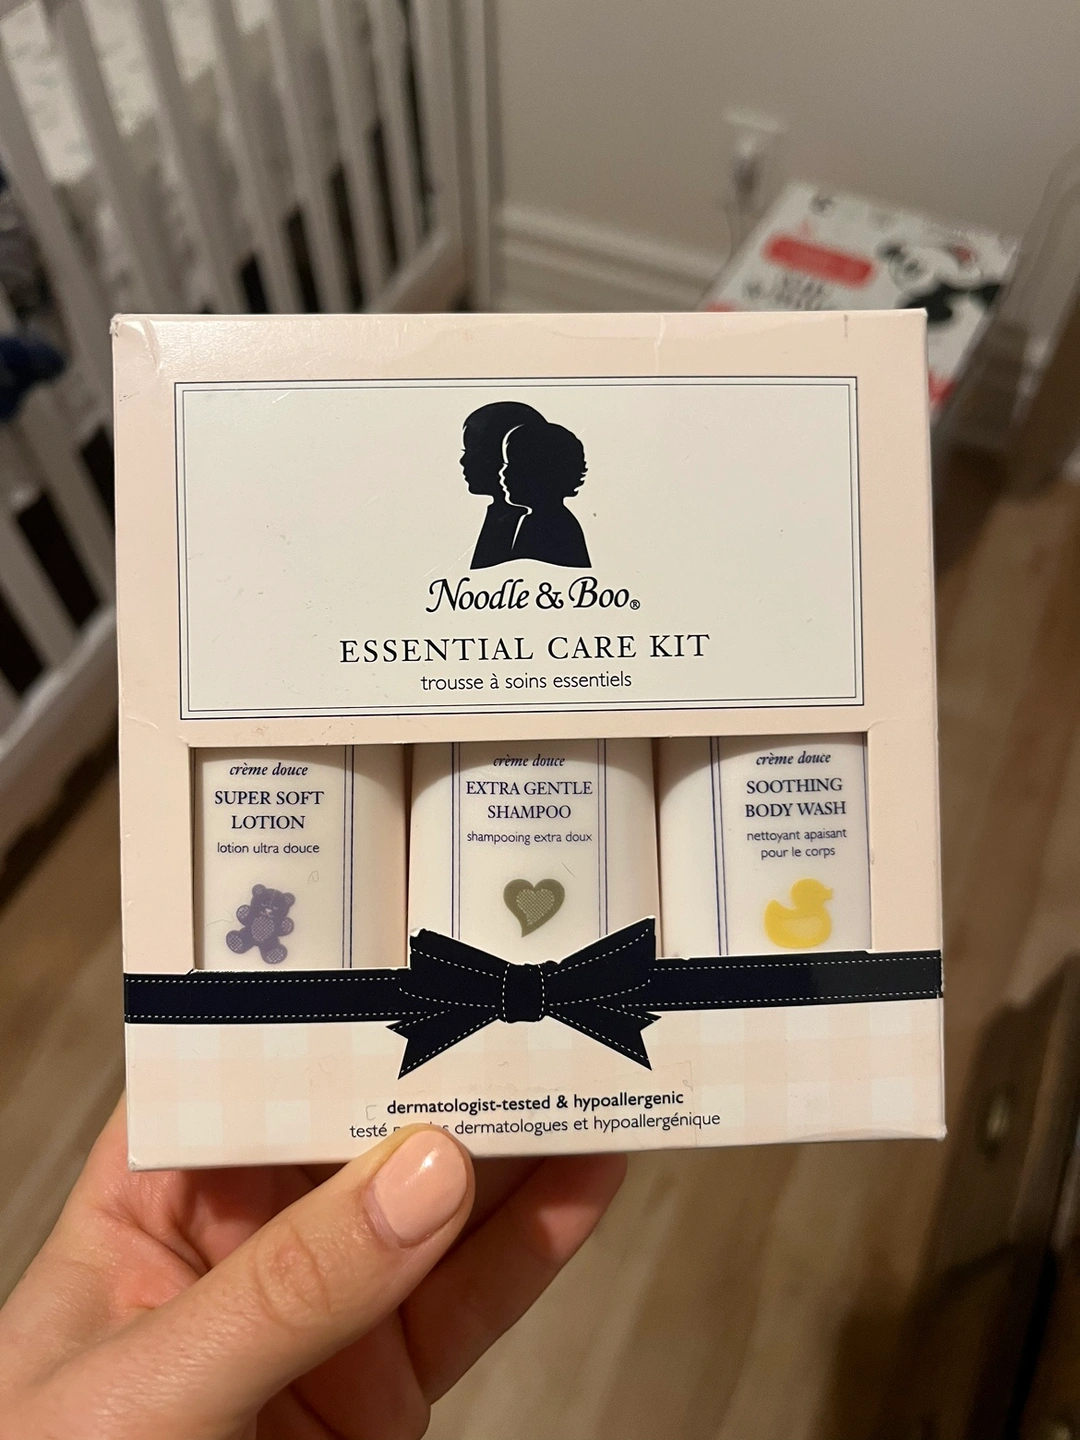 Noodle & Boo®
ESSENTIAL CARE KIT
trousse à soins essentiels
crème douce
SUPER SOFT
LOTION
lotion ultra douce
crème douce
EXTRA GENTLE
SHAMPOO
shampooing extra doux
crème douce
SOOTHING
BODY WASH
nettoyant apaisant
pour le corps
dermatologist-tested & hypoallergenic
testé dermatologues et hypoallergénique